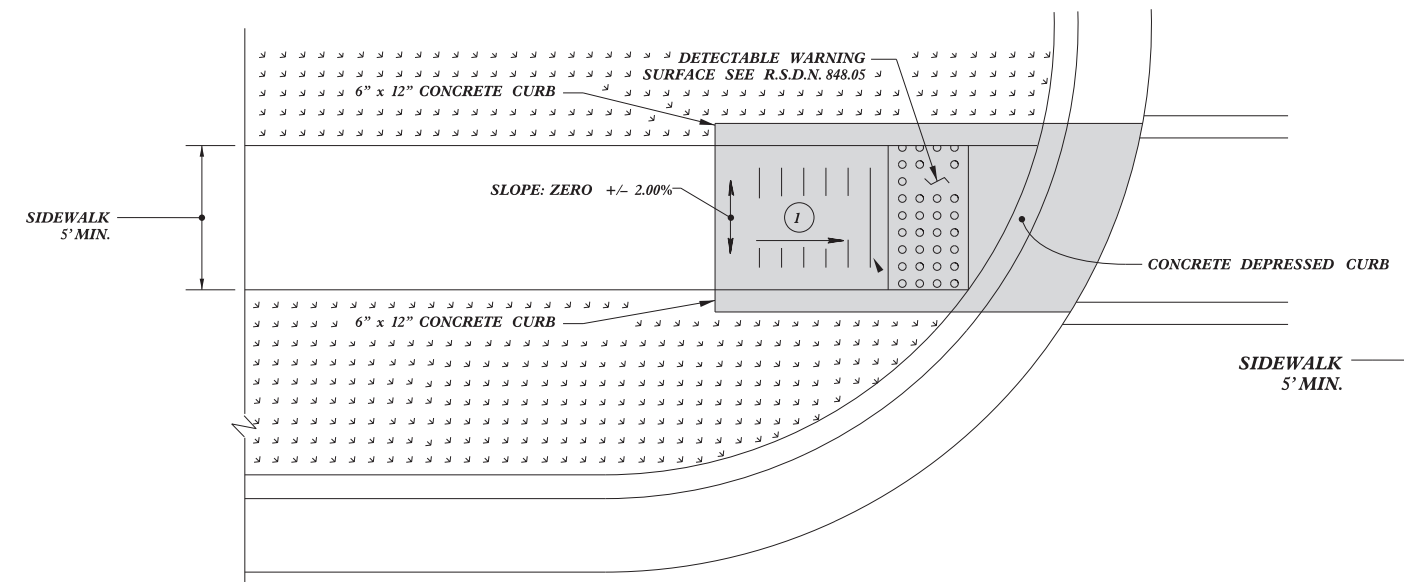 DETECTABLE WARNING
SURFACE SEE R.S.D.N. 848.05
6” x 12” CONCRETE CURB
SLOPE: ZERO +/– 2.00%
1
SIDEWALK
5’ MIN.
CONCRETE DEPRESSED CURB
6” x 12” CONCRETE CURB
SIDEWALK
5’ MIN.